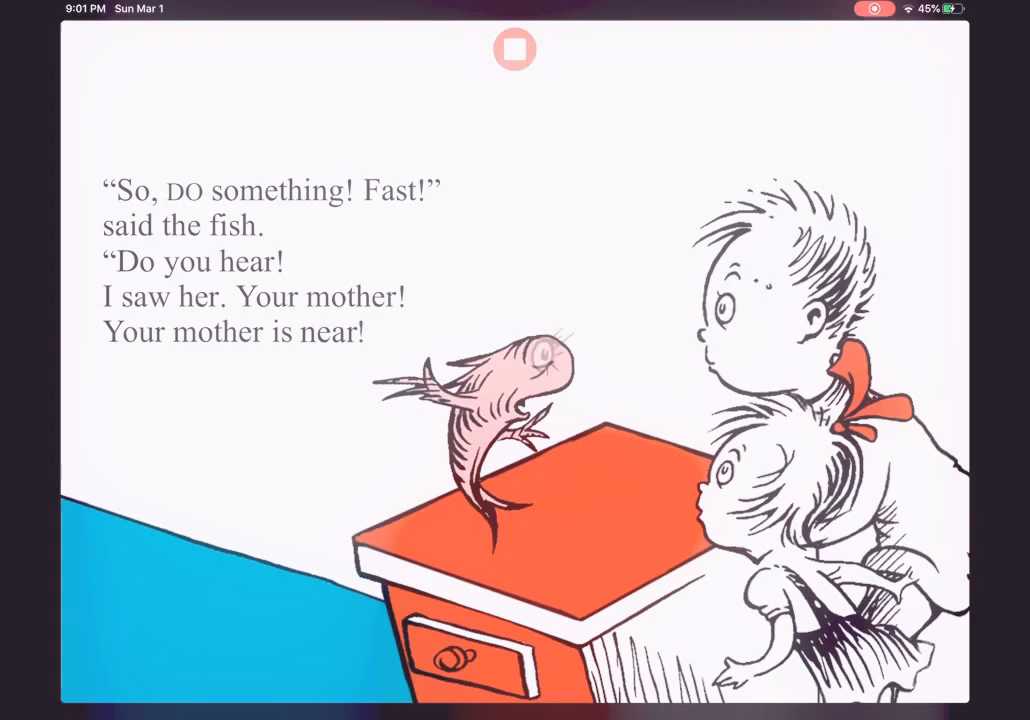 9:01 PM Sun Mar 1 45%
“So, DO something! Fast!”
said the fish.
“Do you hear!
I saw her. Your mother!
Your mother is near!